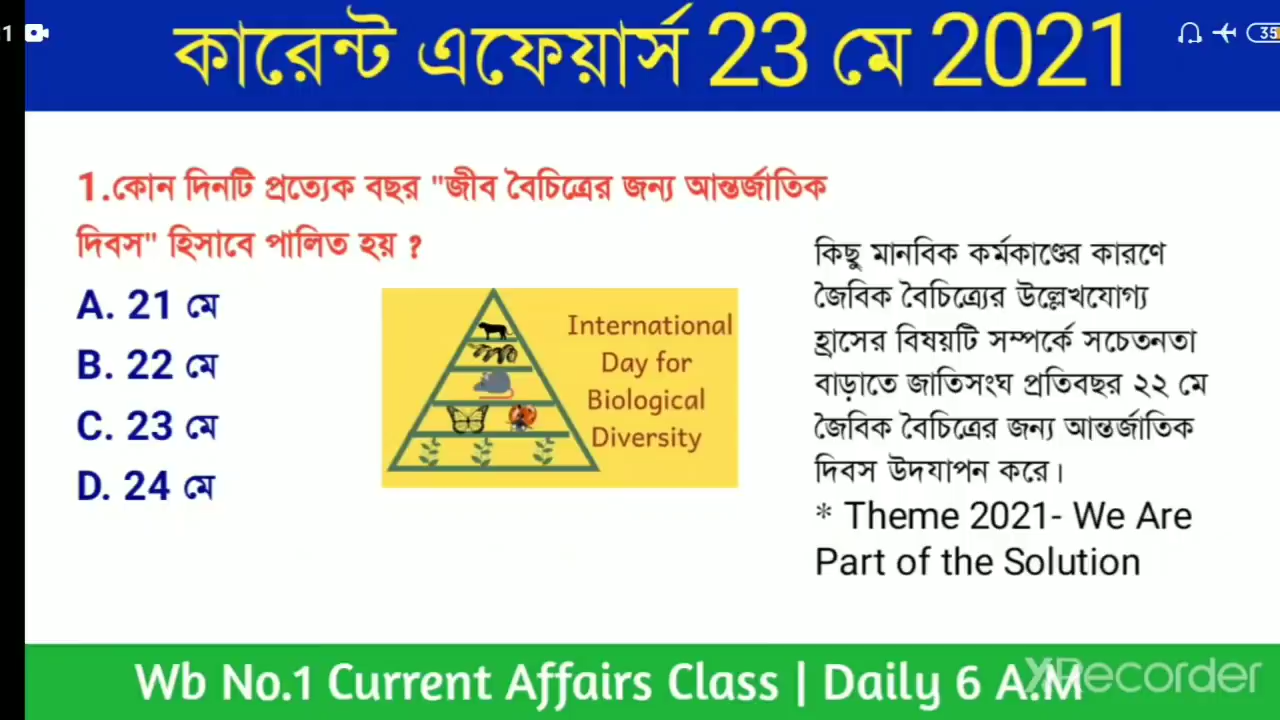 1
35
কারেন্ট এফেয়ার্স 23 মে 2021
1.কোন দিনটি প্রত্যেক বছর "জীব বৈচিত্রের জন্য আন্তর্জাতিক
দিবস" হিসাবে পালিত হয় ?
A. 21 মে
B. 22 মে
C. 23 মে
D. 24 মে
International
Day for
Biological
Diversity
কিছু মানবিক কর্মকাণ্ডের কারণে
জৈবিক বৈচিত্র্যের উল্লেখযোগ্য
হ্রাসের বিষয়টি সম্পর্কে সচেতনতা
বাড়াতে জাতিসংঘ প্রতিবছর ২২ মে
জৈবিক বৈচিত্রের জন্য আন্তর্জাতিক
দিবস উদযাপন করে।
* Theme 2021- We Are
Part of the Solution
Wb No.1 Current Affairs Class | Daily 6 A.M
XRecorder